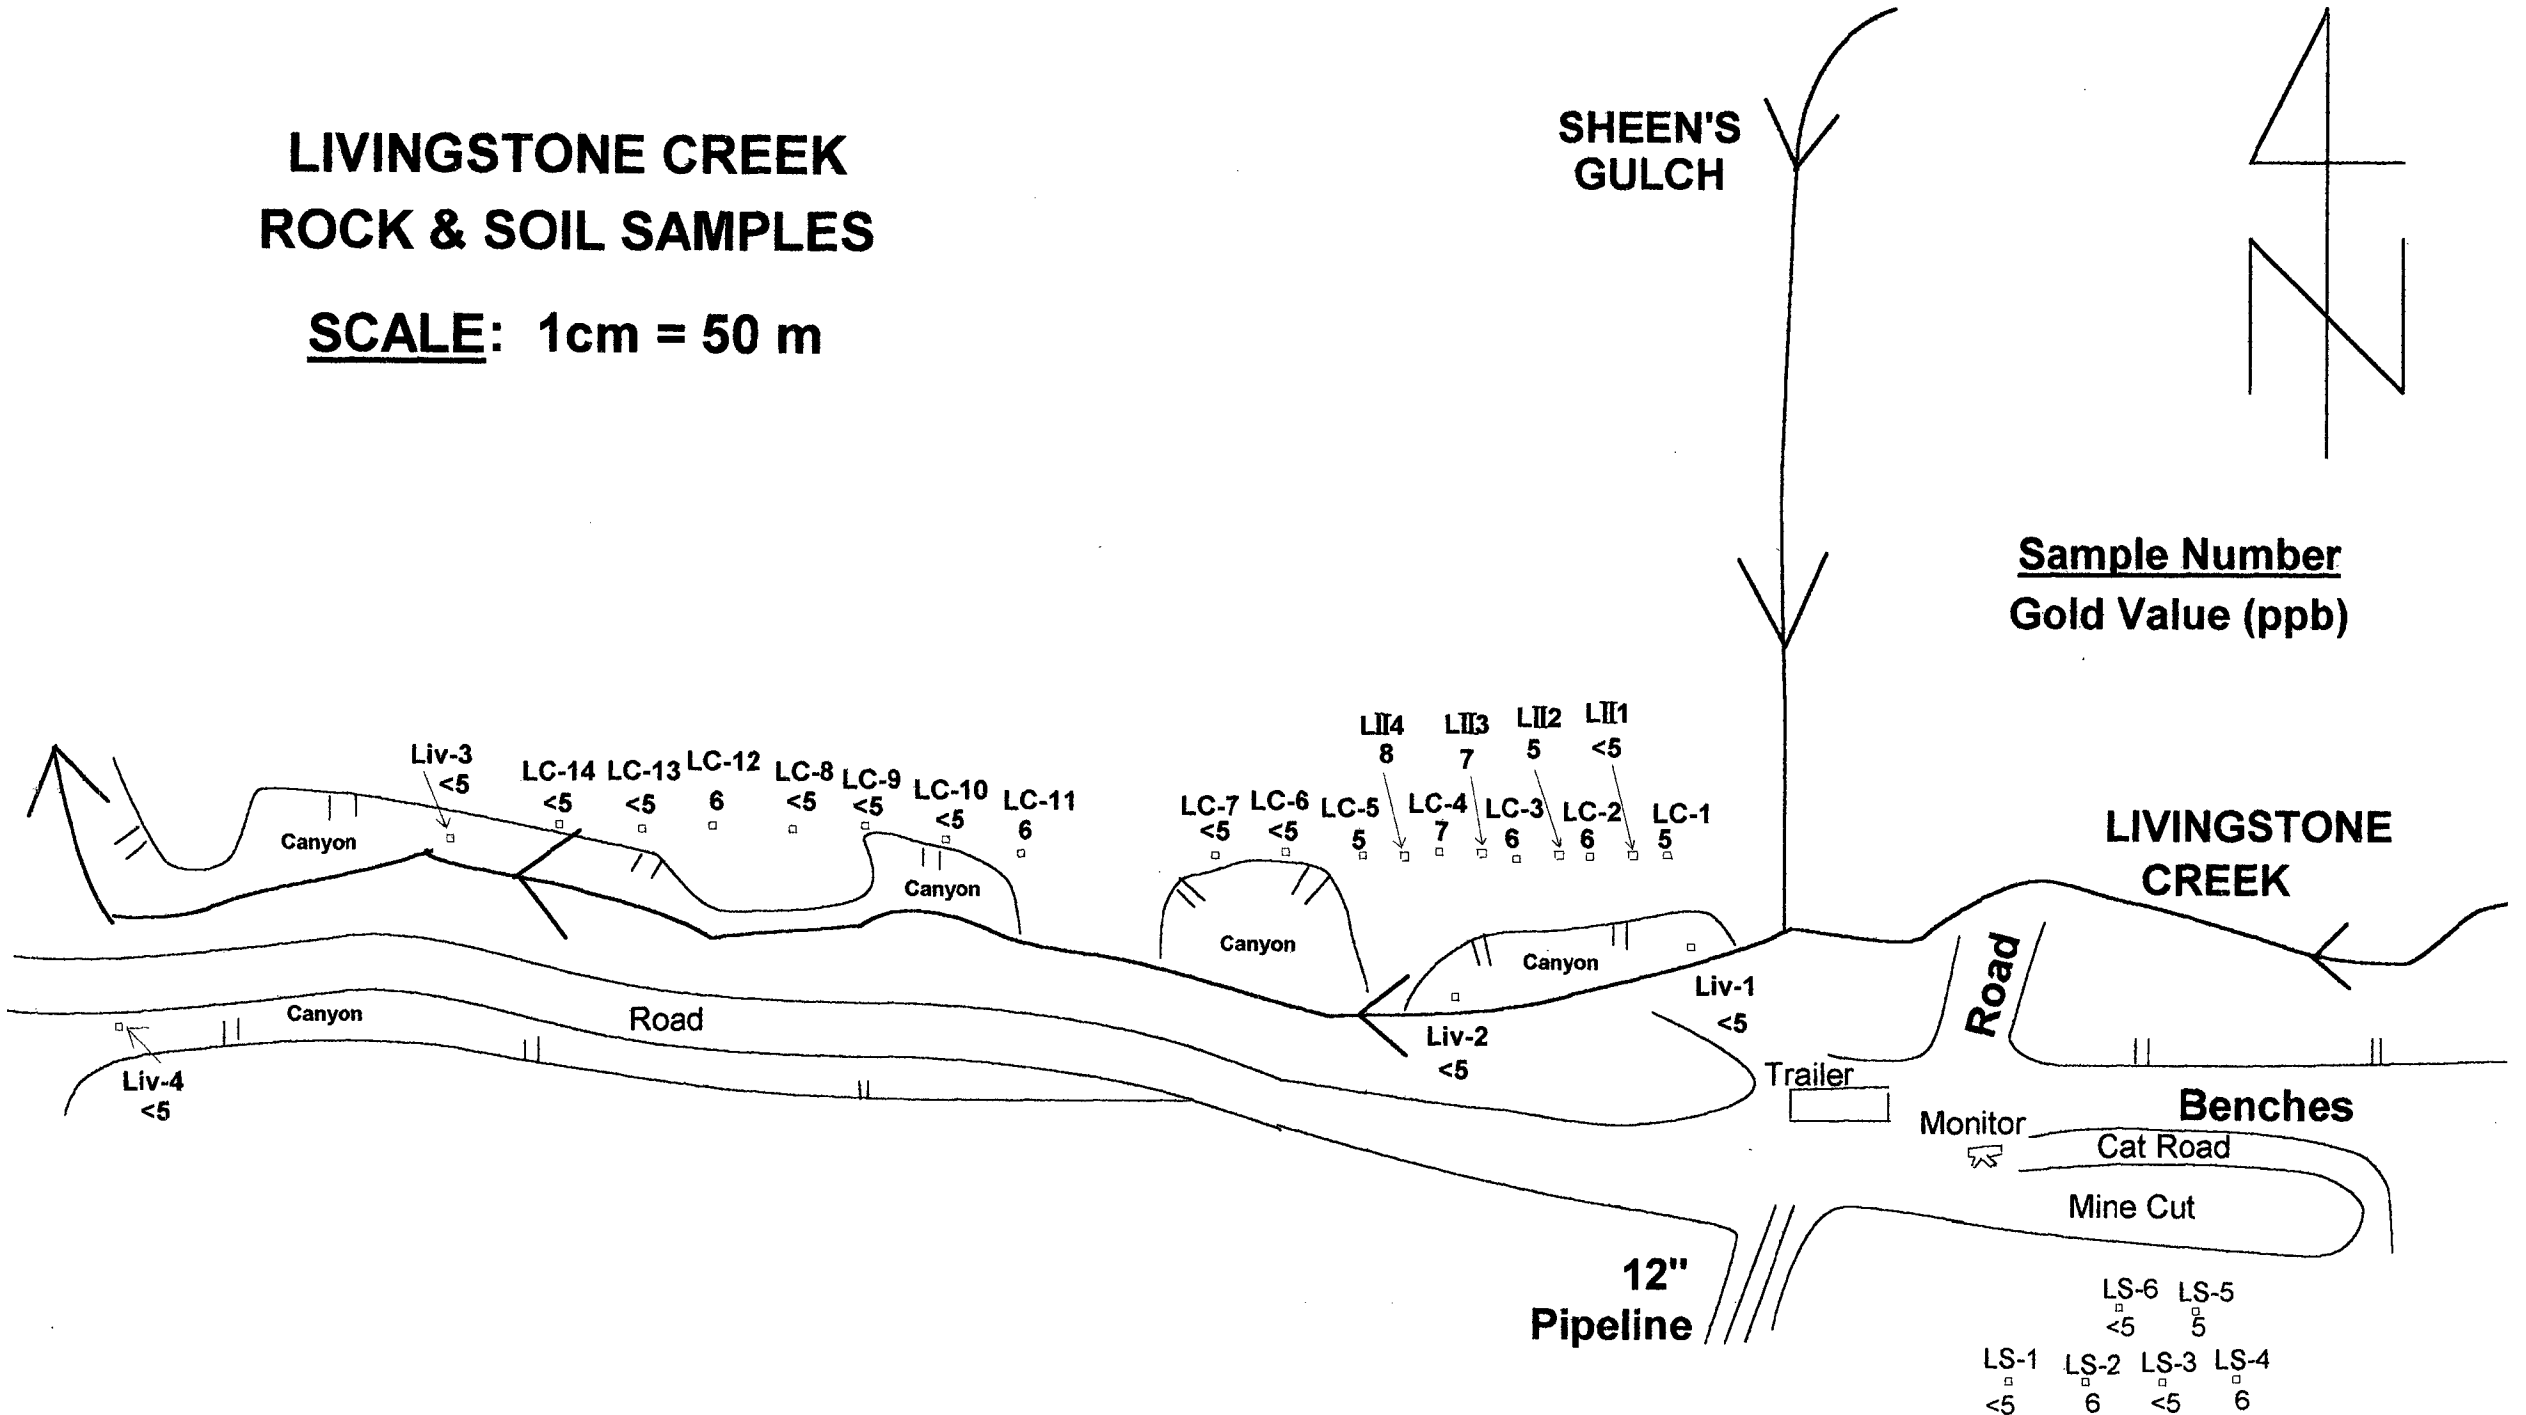 LIVINGSTONE CREEK
ROCK & SOIL SAMPLES
SCALE: 1cm = 50 m
SHEEN'S
GULCH
N
Sample Number
Gold Value (ppb)
LIVINGSTONE
CREEK
Liv-3
<5
LC-14
<5
LC-13
<5
LC-12
6
LC-8
<5
LC-9
<5
LC-10
<5
LC-11
6
LC-7
<5
LC-6
<5
LC-5
5
LII4
8
LC-4
7
LII3
7
LC-3
6
LII2
5
LC-2
6
LII1
<5
LC-1
5
Canyon
Canyon
Canyon
Canyon
Liv-1
<5
Liv-2
<5
Canyon
Road
Liv-4
<5
Road
Trailer
Monitor
Benches
Cat Road
Mine Cut
12"
Pipeline
LS-6
<5
LS-5
5
LS-1
<5
LS-2
6
LS-3
<5
LS-4
6